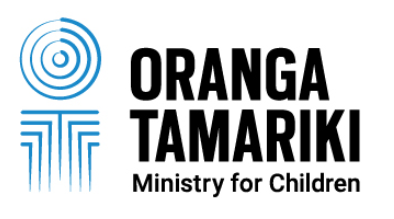 ORANGA
TAMARIKI
Ministry for Children